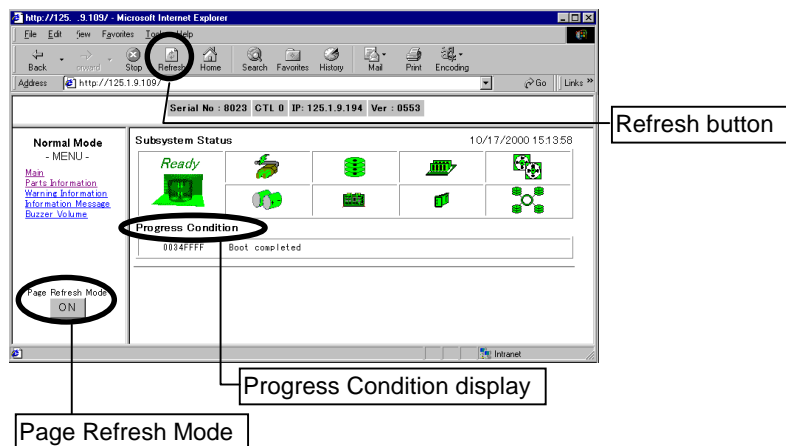 http://125. .9.109/ - Microsoft Internet Explorer
File Edit View Favorites Tools Help
Back orward Stop Refresh Home Search Favorites History Mail Print Encoding
Address http://125.1.9.109/ Go Links »
Serial No : 8023 CTL 0 IP: 125.1.9.194 Ver : 0553
Refresh button
Normal Mode
- MENU -
Main
Parts Information
Warning Information
Information Message
Buzzer Volume
Subsystem Status 10/17/2000 15:13:58
Ready
Progress Condition
0034FFFF Boot completed
Page Refresh Mode
ON
Intranet
Progress Condition display
Page Refresh Mode